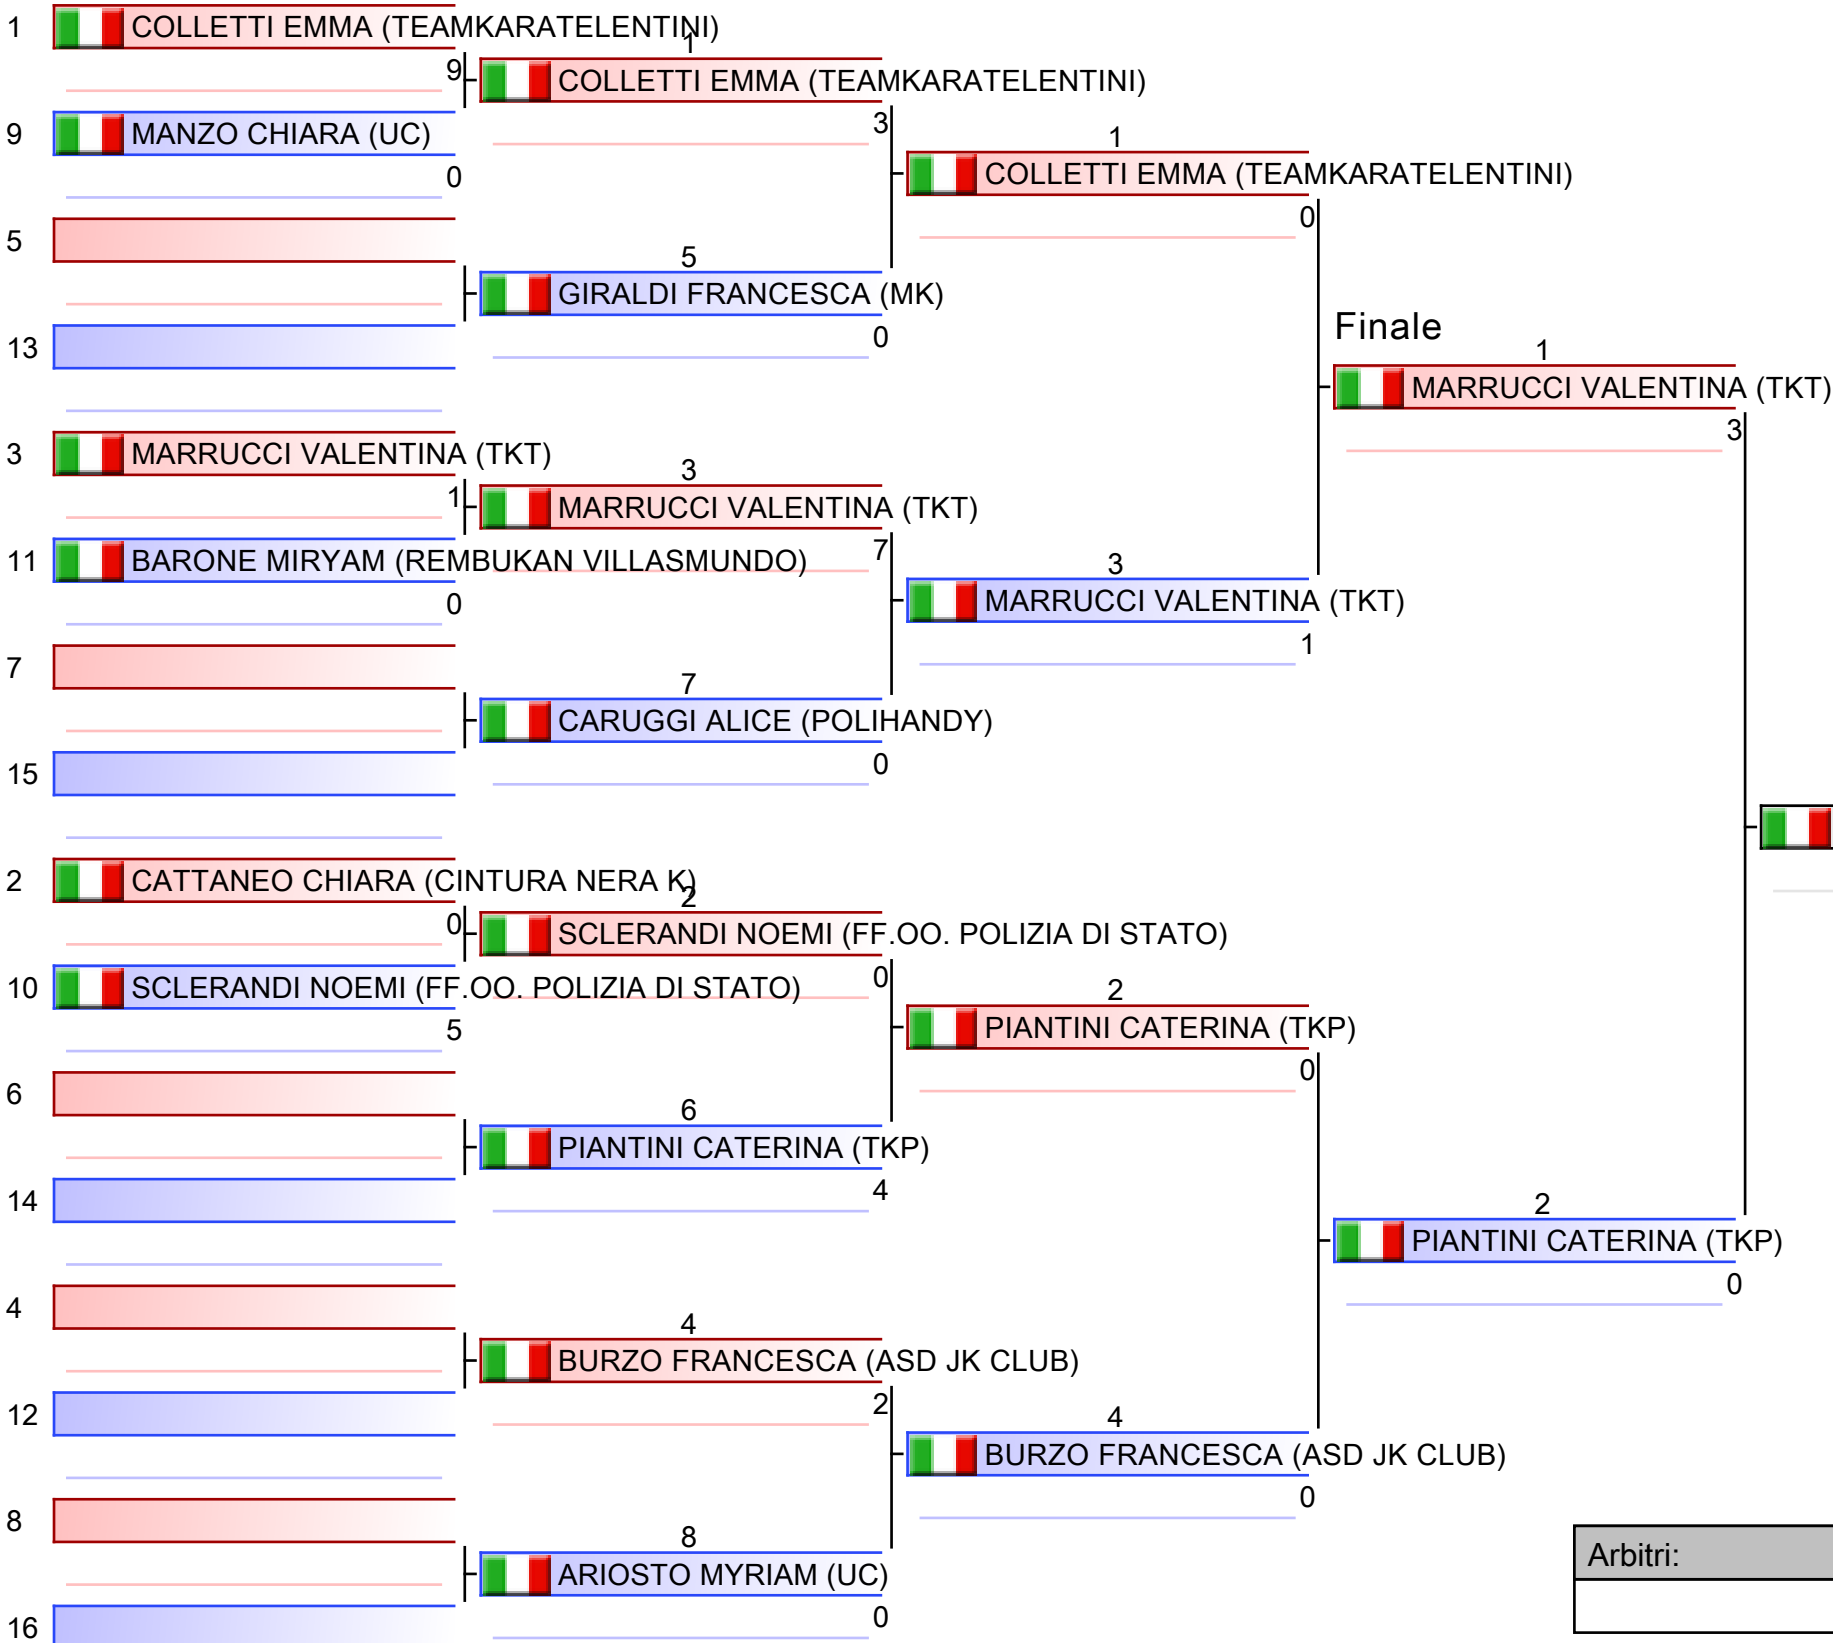 1 COLLETTI EMMA (TEAMKARATELENTINI)
9
9 MANZO CHIARA (UC)
0
5
13
3 MARRUCCI VALENTINA (TKT)
1
11 BARONE MIRYAM (REMBUKAN VILLASMUNDO)
0
7
15
2 CATTANEO CHIARA (CINTURA NERA K)
0
10 SCLERANDI NOEMI (FF.OO. POLIZIA DI STATO)
5
6
14
4
12
8
16
1
COLLETTI EMMA (TEAMKARATELENTINI)
3
5
GIRALDI FRANCESCA (MK)
0
3
MARRUCCI VALENTINA (TKT)
7
7
CARUGGI ALICE (POLIHANDY)
0
2
SCLERANDI NOEMI (FF.OO. POLIZIA DI STATO)
0
6
PIANTINI CATERINA (TKP)
4
4
BURZO FRANCESCA (ASD JK CLUB)
2
8
ARIOSTO MYRIAM (UC)
0
1
COLLETTI EMMA (TEAMKARATELENTINI)
0
3
MARRUCCI VALENTINA (TKT)
1
2
PIANTINI CATERINA (TKP)
0
4
BURZO FRANCESCA (ASD JK CLUB)
0
Finale
1
MARRUCCI VALENTINA (TKT)
3
2
PIANTINI CATERINA (TKP)
0
Arbitri: